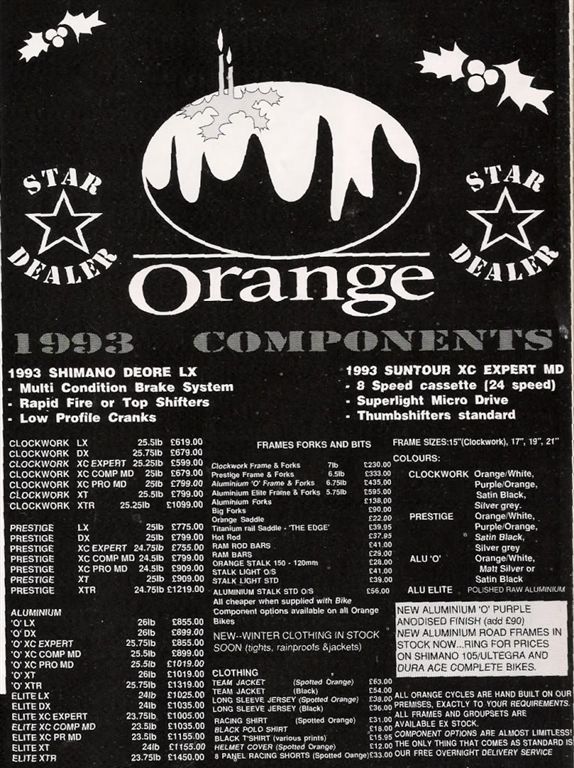 STAR
DEALER
STAR
DEALER
Orange
1993 COMPONENTS
1993 SHIMANO DEORE LX
- Multi Condition Brake System
- Rapid Fire or Top Shifters
- Low Profile Cranks
1993 SUNTOUR XC EXPERT MD
- 8 Speed cassette (24 speed)
- Superlight Micro Drive
- Thumbshifters standard
CLOCKWORK LX 25.5lb £619.00
CLOCKWORK DX 25.75lb £679.00
CLOCKWORK XC EXPERT 25.25lb £599.00
CLOCKWORK XC COMP MD 25lb £679.00
CLOCKWORK XC PRO MD 25lb £799.00
CLOCKWORK XT 25.5lb £799.00
CLOCKWORK XTR 25.25lb £1099.00
PRESTIGE LX 25lb £775.00
PRESTIGE DX 25lb £799.00
PRESTIGE XC EXPERT 24.75lb £755.00
PRESTIGE XC COMP MD 24.5lb £799.00
PRESTIGE XC PRO MD 24.5lb £909.00
PRESTIGE XT 25lb £909.00
PRESTIGE XTR 24.75lb £1219.00
ALUMINIUM
'O' LX 26lb £855.00
'O' DX 26lb £899.00
'O' XC EXPERT 25.75lb £855.00
'O' XC COMP MD 25.5lb £899.00
'O' XC PRO MD 25.5lb £1019.00
'O' XT 26lb £1019.00
'O' XTR 25.75lb £1319.00
ELITE LX 24lb £1025.00
ELITE DX 24lb £1035.00
ELITE XC EXPERT 23.75lb £1005.00
ELITE XC COMP MD 23.5lb £1035.00
ELITE XC PR MD 23.5lb £1155.00
ELITE XT 24lb £1155.00
ELITE XTR 23.75lb £1450.00
FRAMES FORKS AND BITS
Clockwork Frame & Forks 7lb £230.00
Prestige Frame & Forks 6.5lb £333.00
Aluminium 'O' Frame & Forks 6.75lb £435.00
Aluminium Elite Frame & Forks 5.75lb £595.00
Aluminium Forks £138.00
Big Forks £90.00
Orange Saddle £22.00
Titanium rail Saddle - 'THE EDGE' £39.95
Hot Rod £37.95
RAM ROD BARS £41.00
RAM BARS £29.00
ORANGE STALK 150 - 120mm £28.00
STALK LIGHT O/S £41.00
STALK LIGHT STD £39.00
ALUMINIUM STALK STD O/S £56.00
All cheaper when supplied with Bike
Component options available on all Orange
Bikes
NEW--WINTER CLOTHING IN STOCK
SOON (tights, rainproofs &jackets)
CLOTHING
TEAM JACKET (Spotted Orange) £63.00
TEAM JACKET (Black) £54.00
LONG SLEEVE JERSEY (Spotted Orange) £39.00
LONG SLEEVE JERSEY (Black) £36.00
RACING SHIRT (Spotted Orange) £31.00
BLACK POLO SHIRT £18.00
BLACK T'SHIRT (various prints) £15.95
HELMET COVER (Spotted Orange) £12.00
8 PANEL RACING SHORTS (Spotted Orange) £33.00
FRAME SIZES:15"(Clockwork), 17", 19", 21"
COLOURS:
CLOCKWORK Orange/White,
Purple/Orange,
Satin Black,
Silver grey.
PRESTIGE Orange/White,
Purple/Orange,
Satin Black,
Silver grey
ALU 'O' Orange/White,
Matt Silver or
Satin Black
ALU ELITE POLISHED RAW ALUMINIUM
NEW ALUMINIUM 'O' PURPLE
ANODISED FINISH (add £90)
NEW ALUMINIUM ROAD FRAMES IN
STOCK NOW...RING FOR PRICES
ON SHIMANO 105/ULTEGRA AND
DURA ACE COMPLETE BIKES.
ALL ORANGE CYCLES ARE HAND BUILT ON OUR
PREMISES, EXACTLY TO YOUR REQUIREMENTS.
ALL FRAMES AND GROUPSETS ARE
AVAILABLE EX STOCK.
COMPONENT OPTIONS ARE ALMOST LIMITLESS!
THE ONLY THING THAT COMES AS STANDARD IS
OUR FREE OVERNIGHT DELIVERY SERVICE